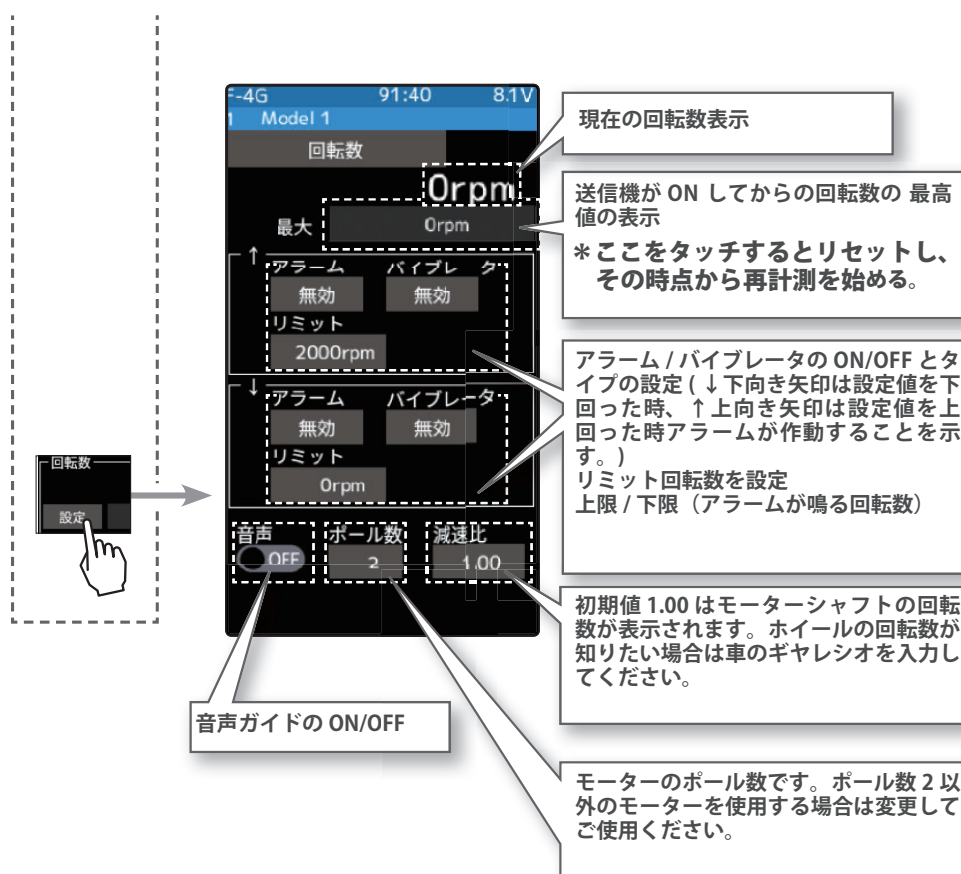 F-4G 91:40 8.1V
1 Model 1
回転数
0rpm
最大 0rpm
↑
アラーム バイブレ タ
無効 無効
リミット
2000rpm
↓
アラーム バイブレータ
無効 無効
リミット
0rpm
音声 ポール数 減速比
OFF 2 1.00
回転数
設定
現在の回転数表示
送信機が ON してからの回転数の 最高
値の表示
＊ここをタッチするとリセットし、
その時点から再計測を始める。
アラーム / バイブレータの ON/OFF とタ
イプの設定 ( ↓下向き矢印は設定値を下
回った時、↑上向き矢印は設定値を上
回った時アラームが作動することを示
す。)
リミット回転数を設定
上限 / 下限（アラームが鳴る回転数）
初期値 1.00 はモーターシャフトの回転
数が表示されます。ホイールの回転数が
知りたい場合は車のギヤレシオを入力し
てください。
音声ガイドの ON/OFF
モーターのポール数です。ポール数 2 以
外のモーターを使用する場合は変更して
ご使用ください。